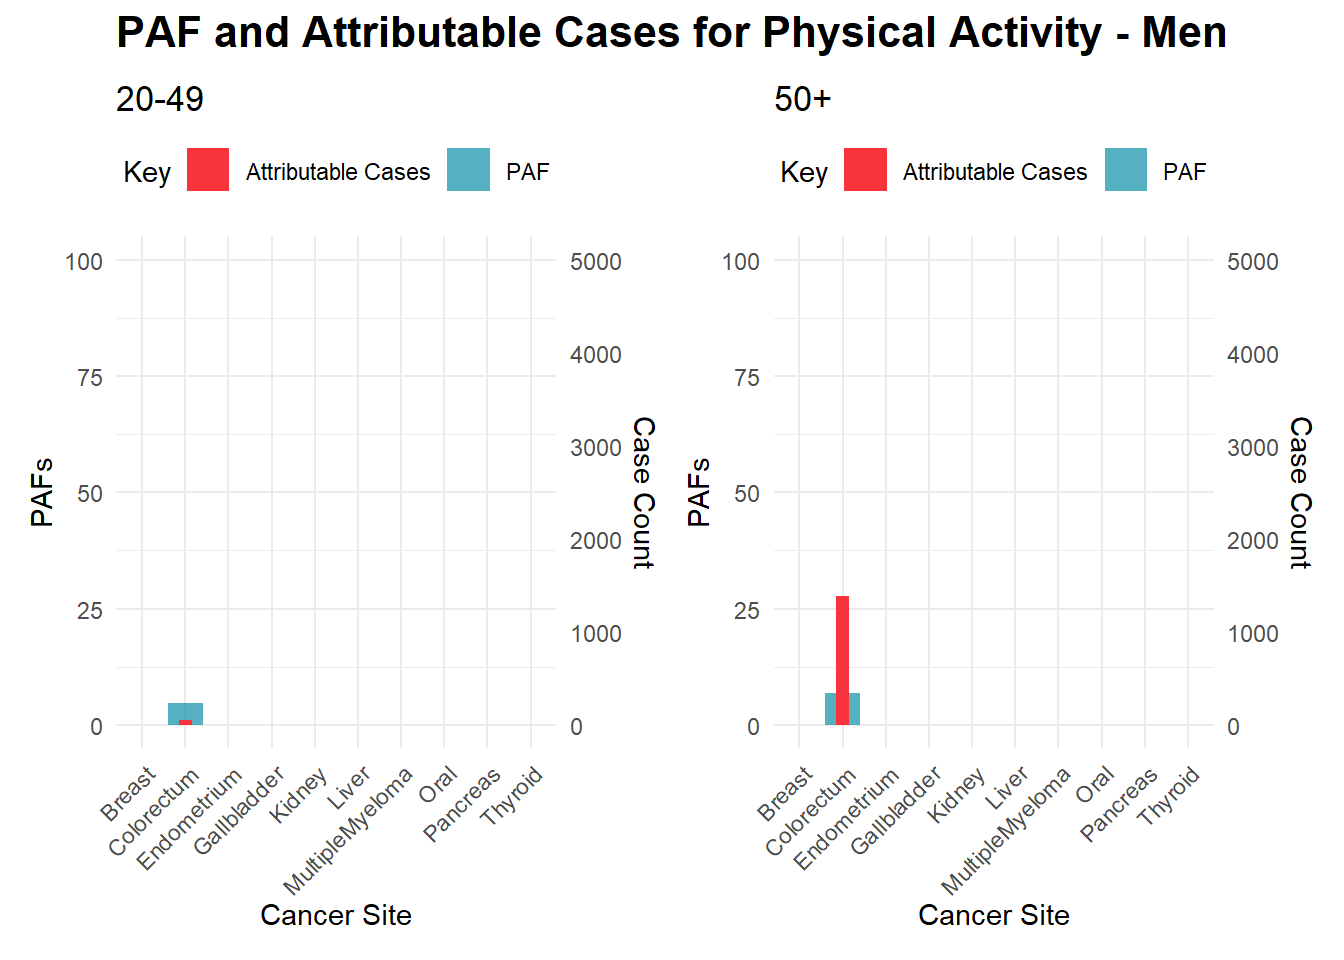 PAF and Attributable Cases for Physical Activity - Men
20-49
Key Attributable Cases PAF
100
75
50
25
0
PAFs
5000
4000
3000
2000
1000
0
Case Count
Breast
Colorectum
Endometrium
Gallbladder
Kidney
Liver
MultipleMyeloma
Oral
Pancreas
Thyroid
Cancer Site
50+
Key Attributable Cases PAF
100
75
50
25
0
PAFs
5000
4000
3000
2000
1000
0
Case Count
Breast
Colorectum
Endometrium
Gallbladder
Kidney
Liver
MultipleMyeloma
Oral
Pancreas
Thyroid
Cancer Site